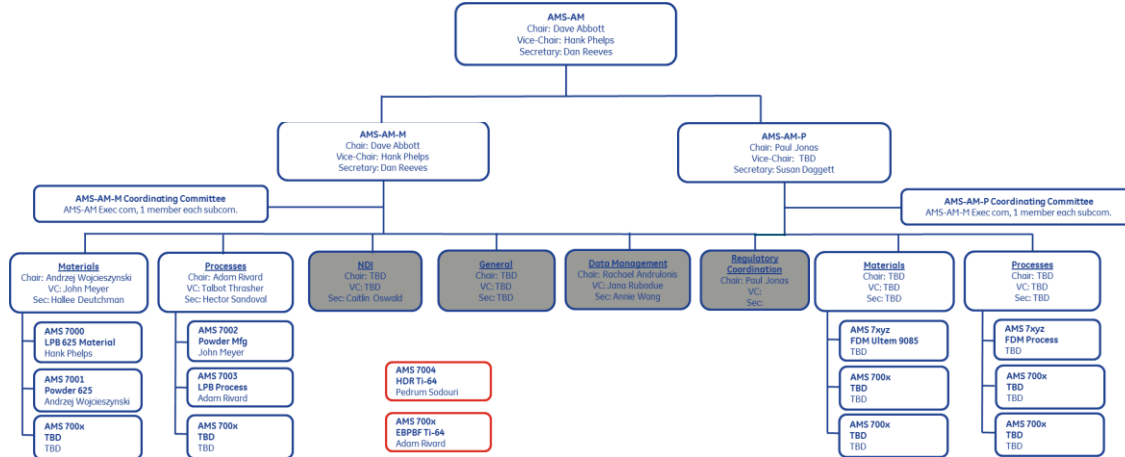 AMS-AM
Chair: Dave Abbott
Vice-Chair: Hank Phelps
Secretary: Dan Reeves
AMS-AM-M
Chair: Dave Abbott
Vice-Chair: Hank Phelps
Secretary: Dan Reeves
AMS-AM-P
Chair: Paul Jonas
Vice-Chair: TBD
Secretary: Susan Daggett
AMS-AM-M Coordinating Committee
AMS-AM Exec com, 1 member each subcom.
AMS-AM-P Coordinating Committee
AMS-AM-M Exec com, 1 member each subcom.
Materials
Chair: Andrzej Wojcieszynski
VC: John Meyer
Sec: Hallee Deutchman
Processes
Chair: Adam Rivard
VC: Talbot Thrasher
Sec: Hector Sandoval
NDI
Chair: TBD
VC: TBD
Sec: Caitlin Oswald
General
Chair: TBD
VC: TBD
Sec: TBD
Data Management
Chair: Rachael Andrulonis
VC: Jana Rubadue
Sec: Annie Wang
Regulatory
Coordination
Chair: Paul Jonas
VC:
Sec:
Materials
Chair: TBD
VC: TBD
Sec: TBD
Processes
Chair: TBD
VC: TBD
Sec: TBD
AMS 7000
LPB 625 Material
Hank Phelps
AMS 7001
Powder 625
Andrzej Wojcieszynski
AMS 700x
TBD
TBD
AMS 7002
Powder Mfg
John Meyer
AMS 7003
LPB Process
Adam Rivard
AMS 700x
TBD
TBD
AMS 7004
HDR Ti-64
Pedrum Sodouri
AMS 700x
EBPBF Ti-64
Adam Rivard
AMS 7xyz
FDM Ultem 9085
TBD
AMS 700x
TBD
TBD
AMS 700x
TBD
TBD
AMS 7xyz
FDM Process
TBD
AMS 700x
TBD
TBD
AMS 700x
TBD
TBD